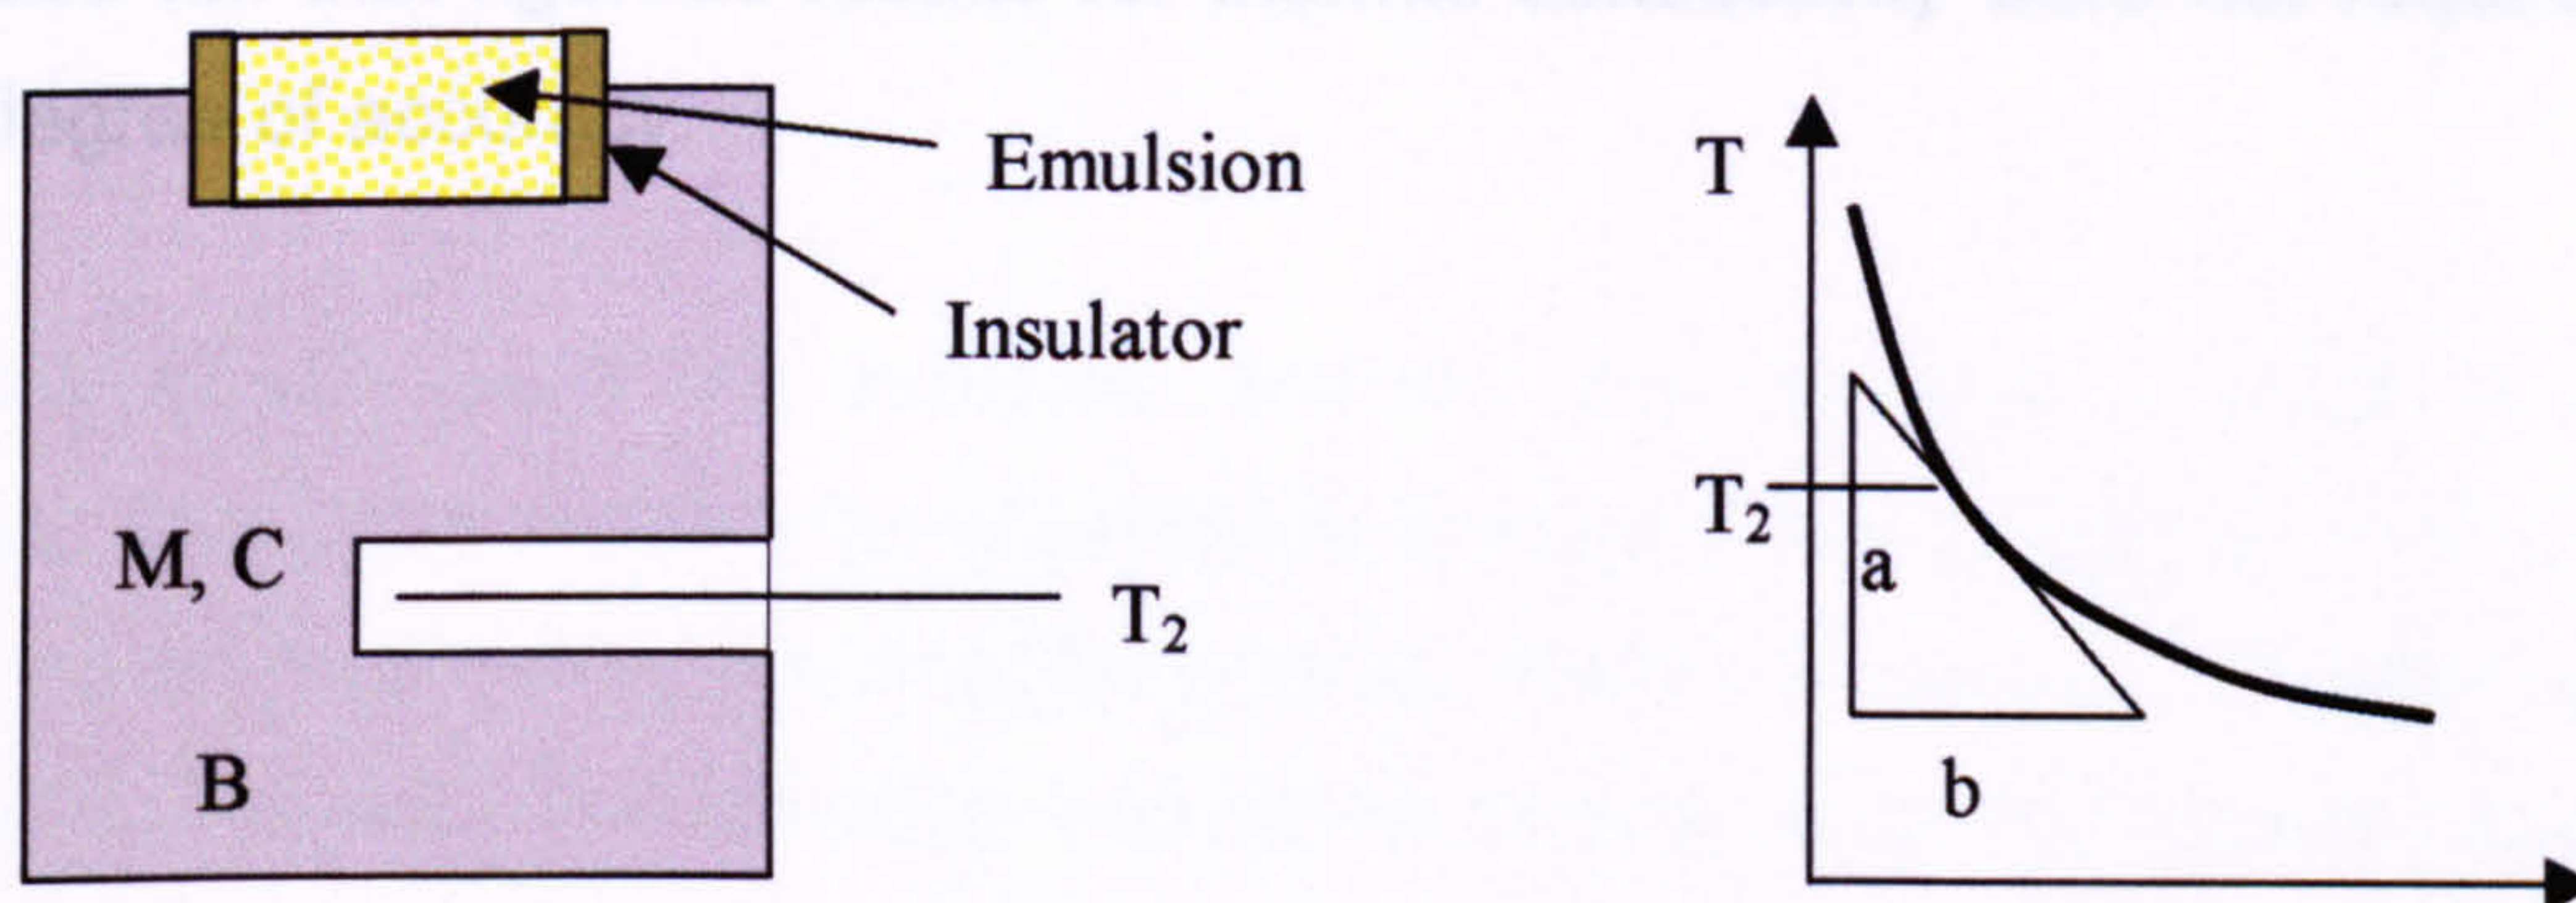 Emulsion
Insulator
M, C
T₂
B
T
T₂
a
b